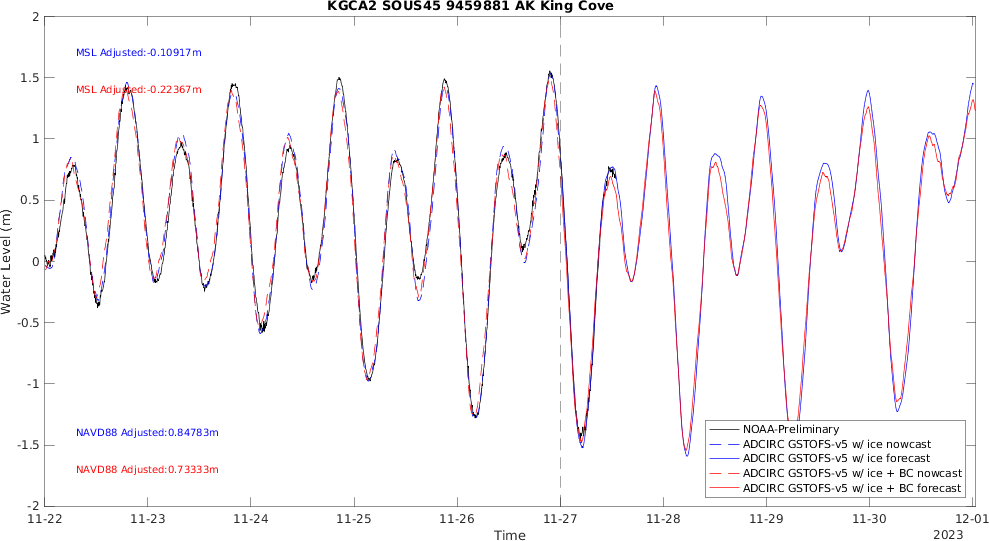 KGCA2 SOUS45 9459881 AK King Cove
2
1.5
1
0.5
0
-0.5
-1
-1.5
-2
Water Level (m)
MSL Adjusted:-0.10917m
MSL Adjusted:-0.22367m
NAVD88 Adjusted:0.84783m
NAVD88 Adjusted:0.73333m
NOAA-Preliminary
ADCIRC GSTOFS-v5 w/ ice nowcast
ADCIRC GSTOFS-v5 w/ ice forecast
ADCIRC GSTOFS-v5 w/ ice + BC nowcast
ADCIRC GSTOFS-v5 w/ ice + BC forecast
11-22 11-23 11-24 11-25 11-26 11-27 11-28 11-29 11-30 12-01
2023
Time